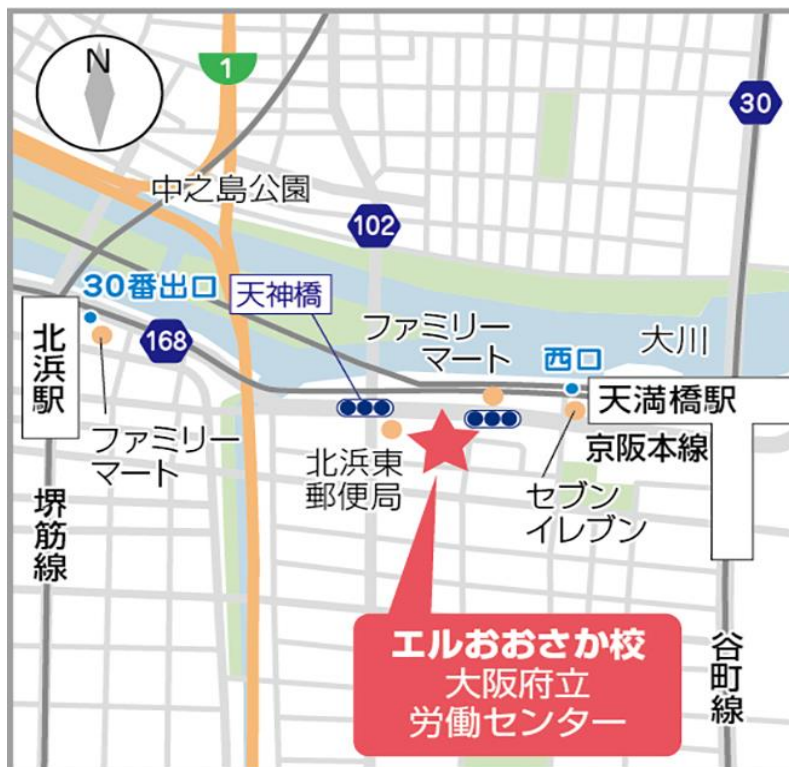 N
1
30
中之島公園
102
30番出口
天神橋
168
ファミリー
マート
西口
大川
北浜駅
天満橋駅
ファミリー
マート
北浜東
郵便局
京阪本線
セブン
イレブン
堺筋線
エルおおさか校
大阪府立
労働センター
谷町線